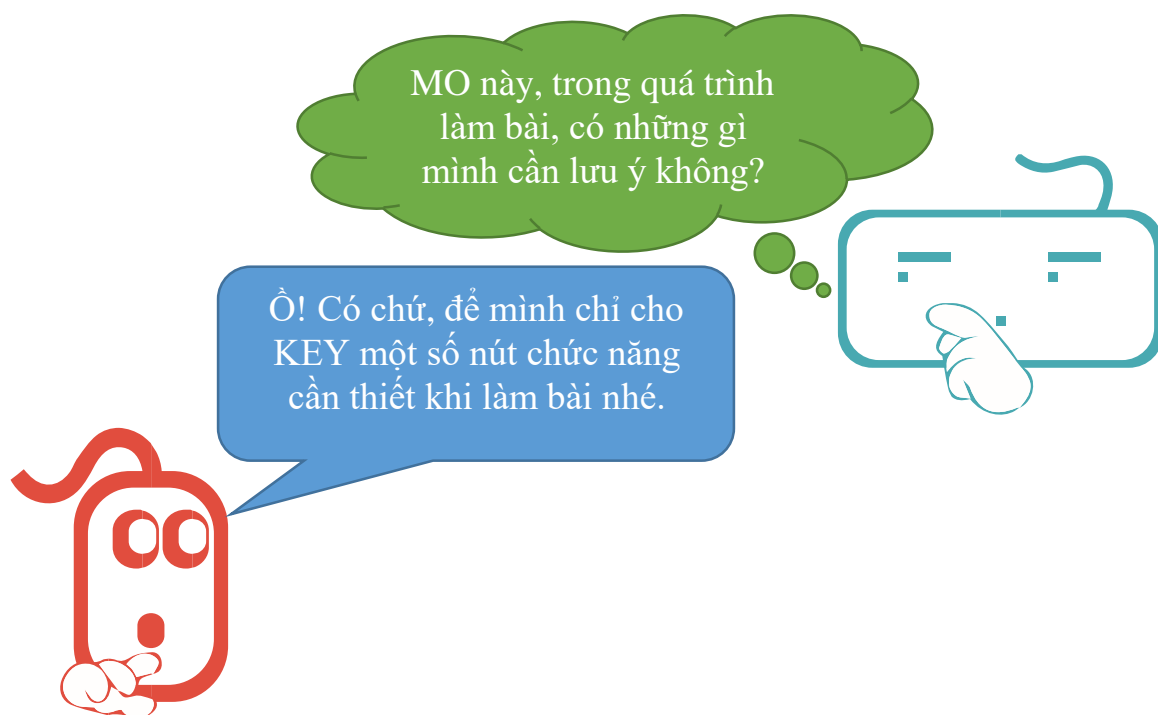 MO này, trong quá trình
làm bài, có những gì
mình cần lưu ý không?
Ồ! Có chứ, để mình chỉ cho
KEY một số nút chức năng
cần thiết khi làm bài nhé.